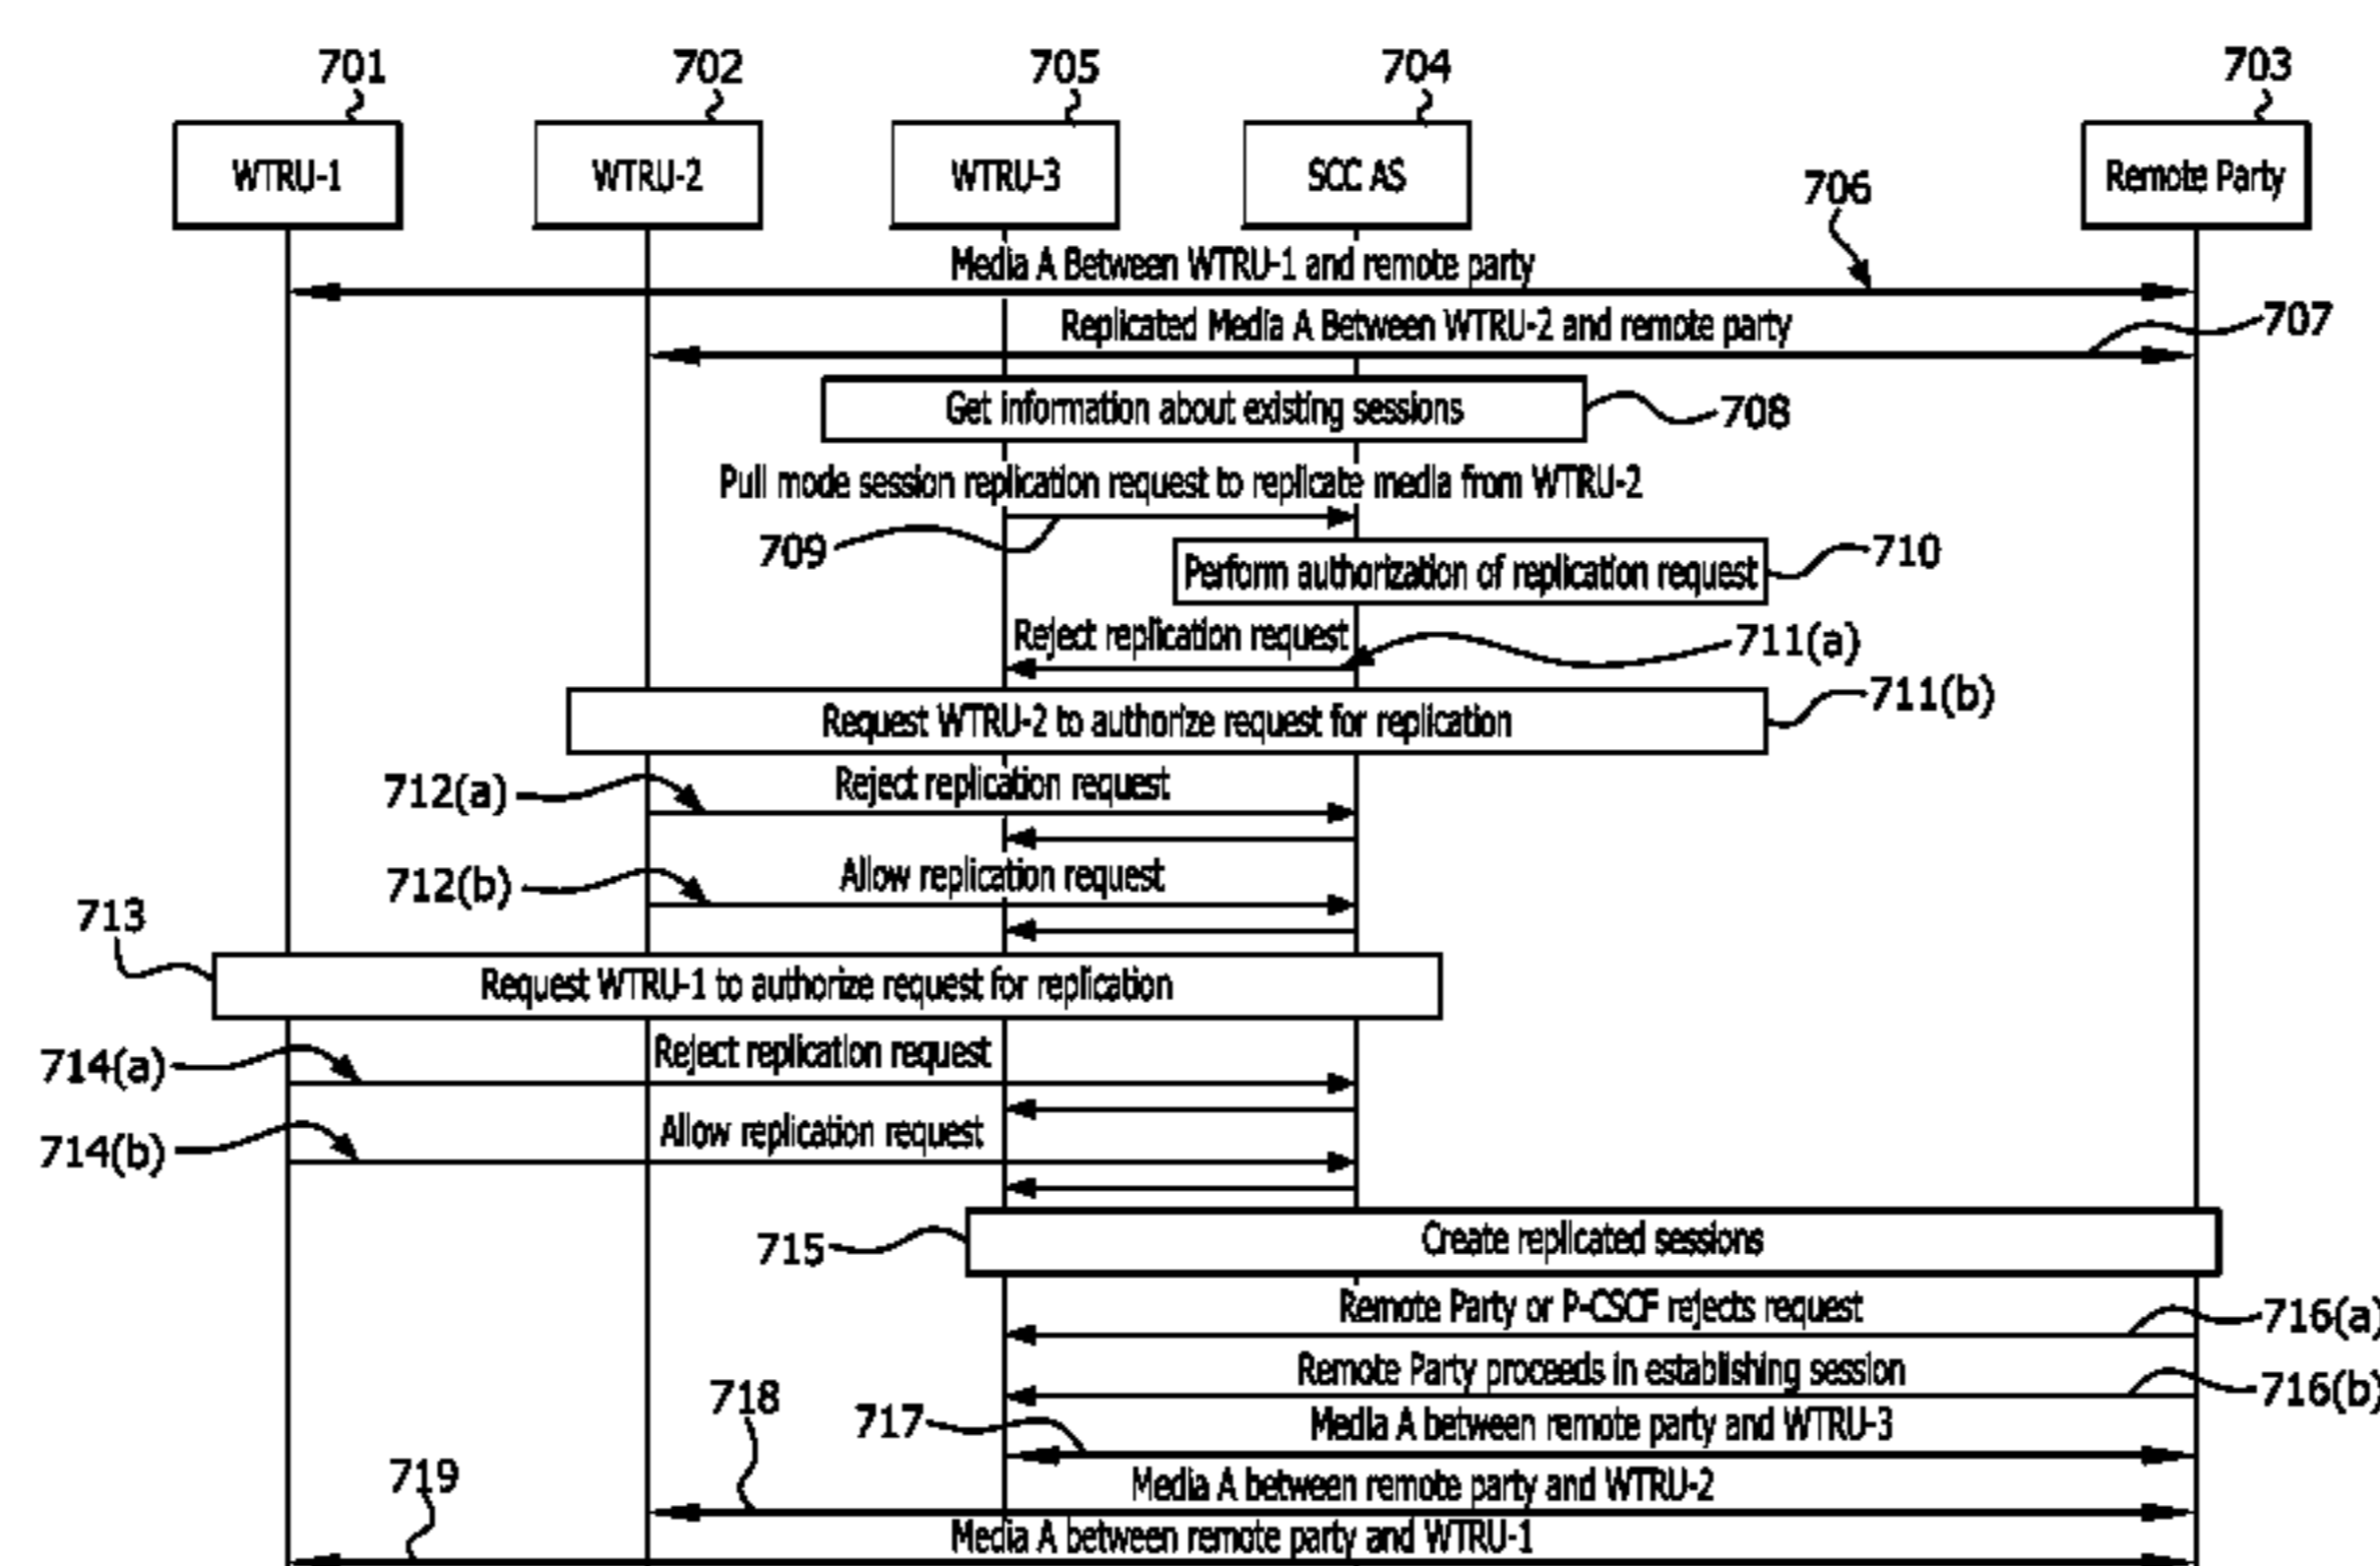 701
702
705
704
703
WTRU-1
WTRU-2
WTRU-3
SCC AS
Remote Party
706
Media A Between WTRU-1 and remote party
Replicated Media A Between WTRU-2 and remote party
707
Get information about existing sessions
708
Pull mode session replication request to replicate media from WTRU-2
709
Perform authorization of replication request
710
Reject replication request
711(a)
Request WTRU-2 to authorize request for replication
711(b)
712(a)
Reject replication request
712(b)
Allow replication request
713
Request WTRU-1 to authorize request for replication
714(a)
Reject replication request
714(b)
Allow replication request
715
Create replicated sessions
Remote Party or P-CSCF rejects request
716(a)
Remote Party proceeds in establishing session
716(b)
718
717
Media A between remote party and WTRU-3
719
Media A between remote party and WTRU-2
Media A between remote party and WTRU-1